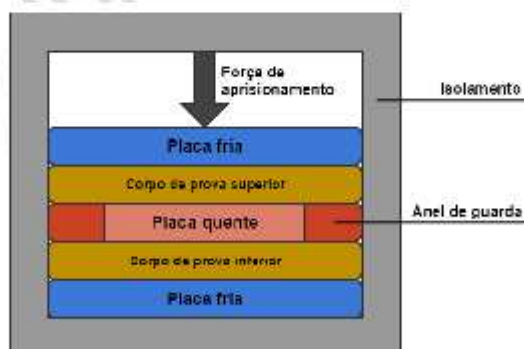 Força de
aprisionamento
Isolamento
Placa fria
Corpo de prova superior
Anel de guarda
Placa quente
Corpo de prova inferior
Placa fria